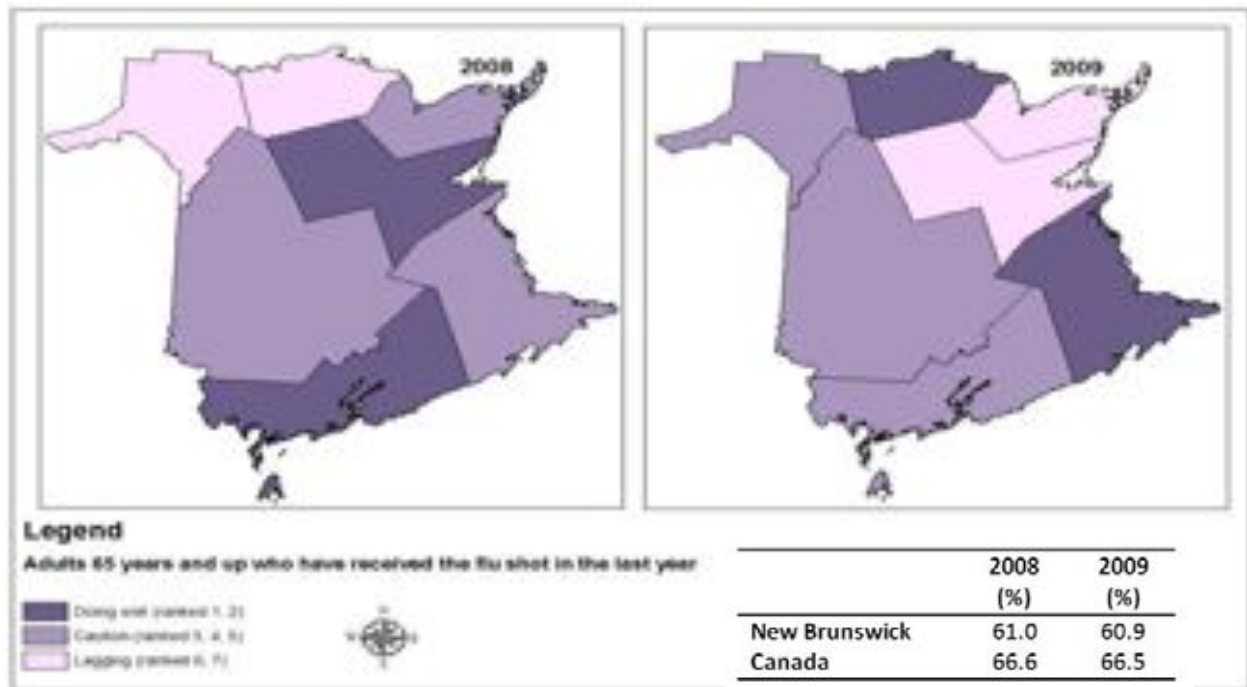 2008
2009
Legend
Adults 65 years and up who have received the flu shot in the last year
Doing well (ranked 1, 2)
Caution (ranked 3, 4, 5)
Lagging (ranked 6, 7)
2008 2009
(%) (%)
New Brunswick 61.0 60.9
Canada 66.6 66.5